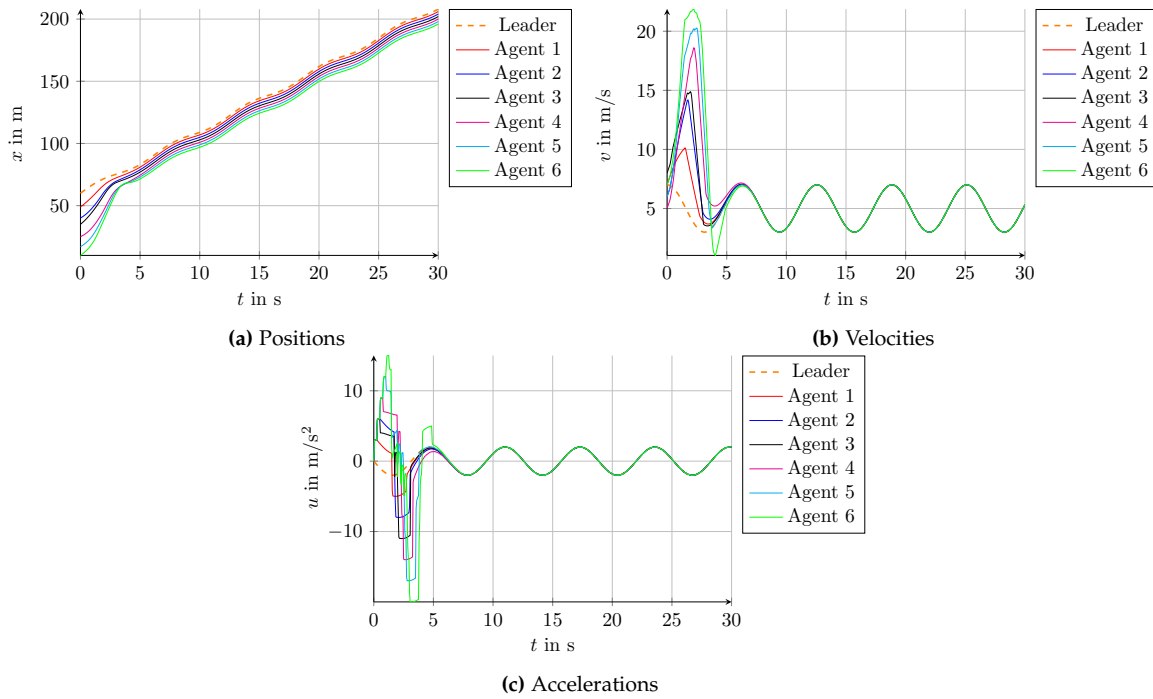 200
150
100
50
x in m
0 5 10 15 20 25 30
t in s
Leader
Agent 1
Agent 2
Agent 3
Agent 4
Agent 5
Agent 6
(a) Positions
20
15
10
5
v in m/s
0 5 10 15 20 25 30
t in s
Leader
Agent 1
Agent 2
Agent 3
Agent 4
Agent 5
Agent 6
(b) Velocities
10
0
−10
u in m/s²
0 5 10 15 20 25 30
t in s
Leader
Agent 1
Agent 2
Agent 3
Agent 4
Agent 5
Agent 6
(c) Accelerations